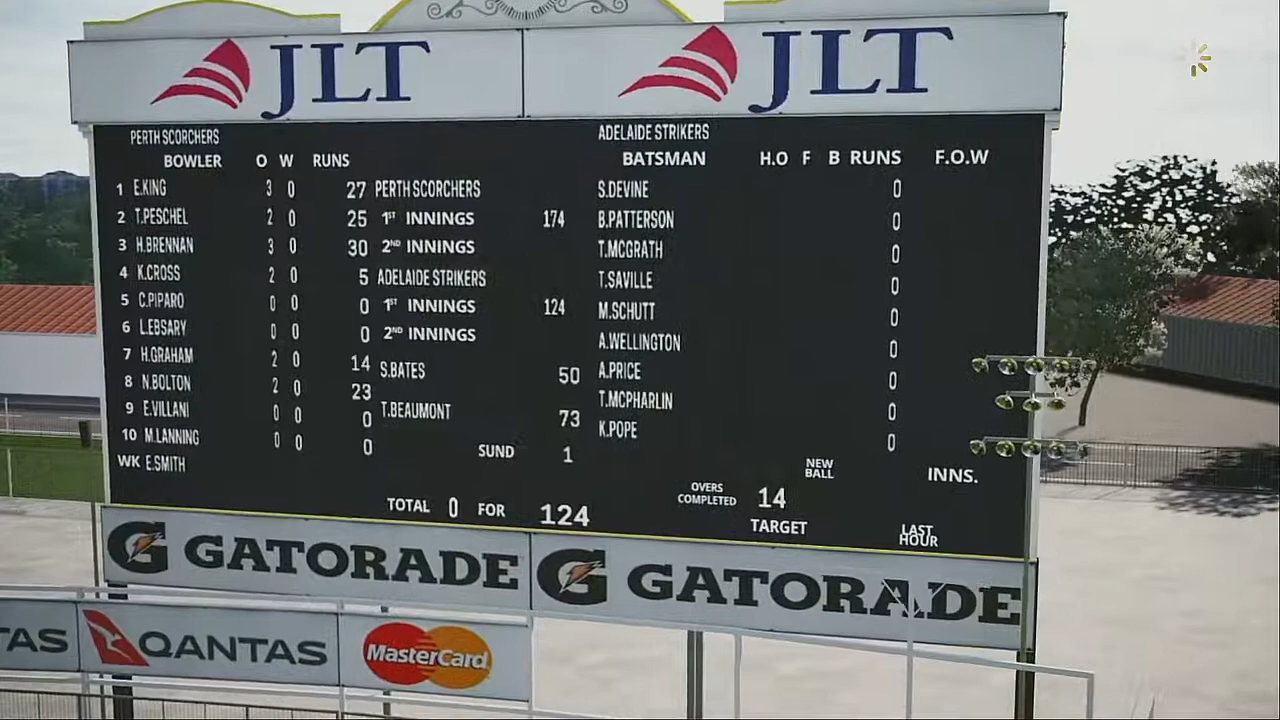 JLT JLT
PERTH SCORCHERS
BOWLER O W RUNS
1 E.KING 3 0 27
2 T.PESCHEL 2 0 25
3 H.BRENNAN 3 0 30
4 K.CROSS 2 0 5
5 C.PIPARO 0 0 0
6 L.EBSARY 0 0 0
7 H.GRAHAM 2 0 14
8 N.BOLTON 2 0 23
9 E.VILLANI 0 0 0
10 M.LANNING 0 0 0
WK E.SMITH
PERTH SCORCHERS
1ST INNINGS 174
2ND INNINGS
ADELAIDE STRIKERS
1ST INNINGS 124
2ND INNINGS
S.BATES 50
T.BEAUMONT 73
SUND 1
TOTAL 0 FOR 124
ADELAIDE STRIKERS
BATSMAN H.O F B RUNS F.O.W
S.DEVINE 0
B.PATTERSON 0
T.MCGRATH 0
T.SAVILLE 0
M.SCHUTT 0
A.WELLINGTON 0
A.PRICE 0
T.MCPHARLIN 0
K.POPE 0
NEW
BALL
INNS.
OVERS
COMPLETED 14
TARGET
LAST
HOUR
G GATORADE G GATORADE
TAS QANTAS MasterCard